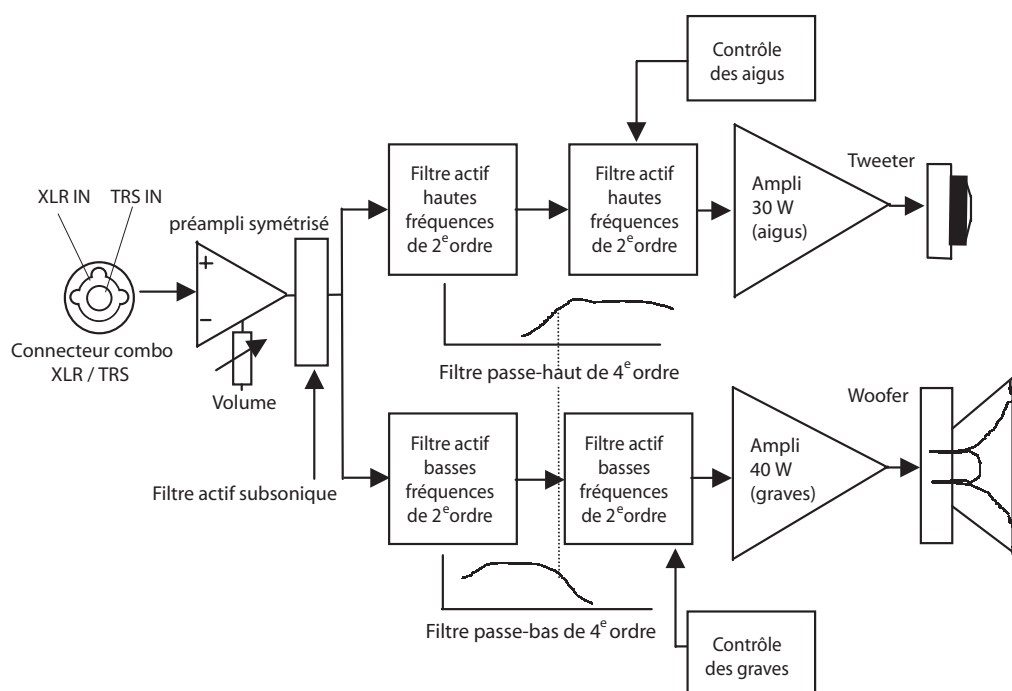 Contrôle
des aigus
XLR IN
TRS IN
préampli symétrisé
+
−
Connecteur combo
XLR / TRS
Volume
Filtre actif subsonique
Filtre actif
hautes
fréquences
de 2e ordre
Filtre actif
hautes
fréquences
de 2e ordre
Ampli
30 W
(aigus)
Tweeter
Filtre passe-haut de 4e ordre
Filtre actif
basses
fréquences
de 2e ordre
Filtre actif
basses
fréquences
de 2e ordre
Ampli
40 W
(graves)
Woofer
Filtre passe-bas de 4e ordre
Contrôle
des graves